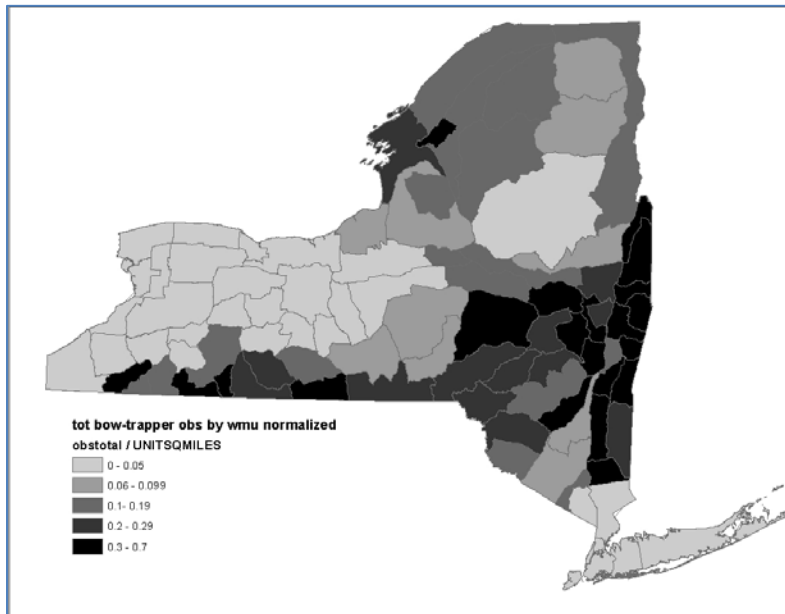 tot bow-trapper obs by wmu normalized
obstotal / UNITSQMILES
0 - 0.05
0.06 - 0.099
0.1- 0.19
0.2 - 0.29
0.3 - 0.7